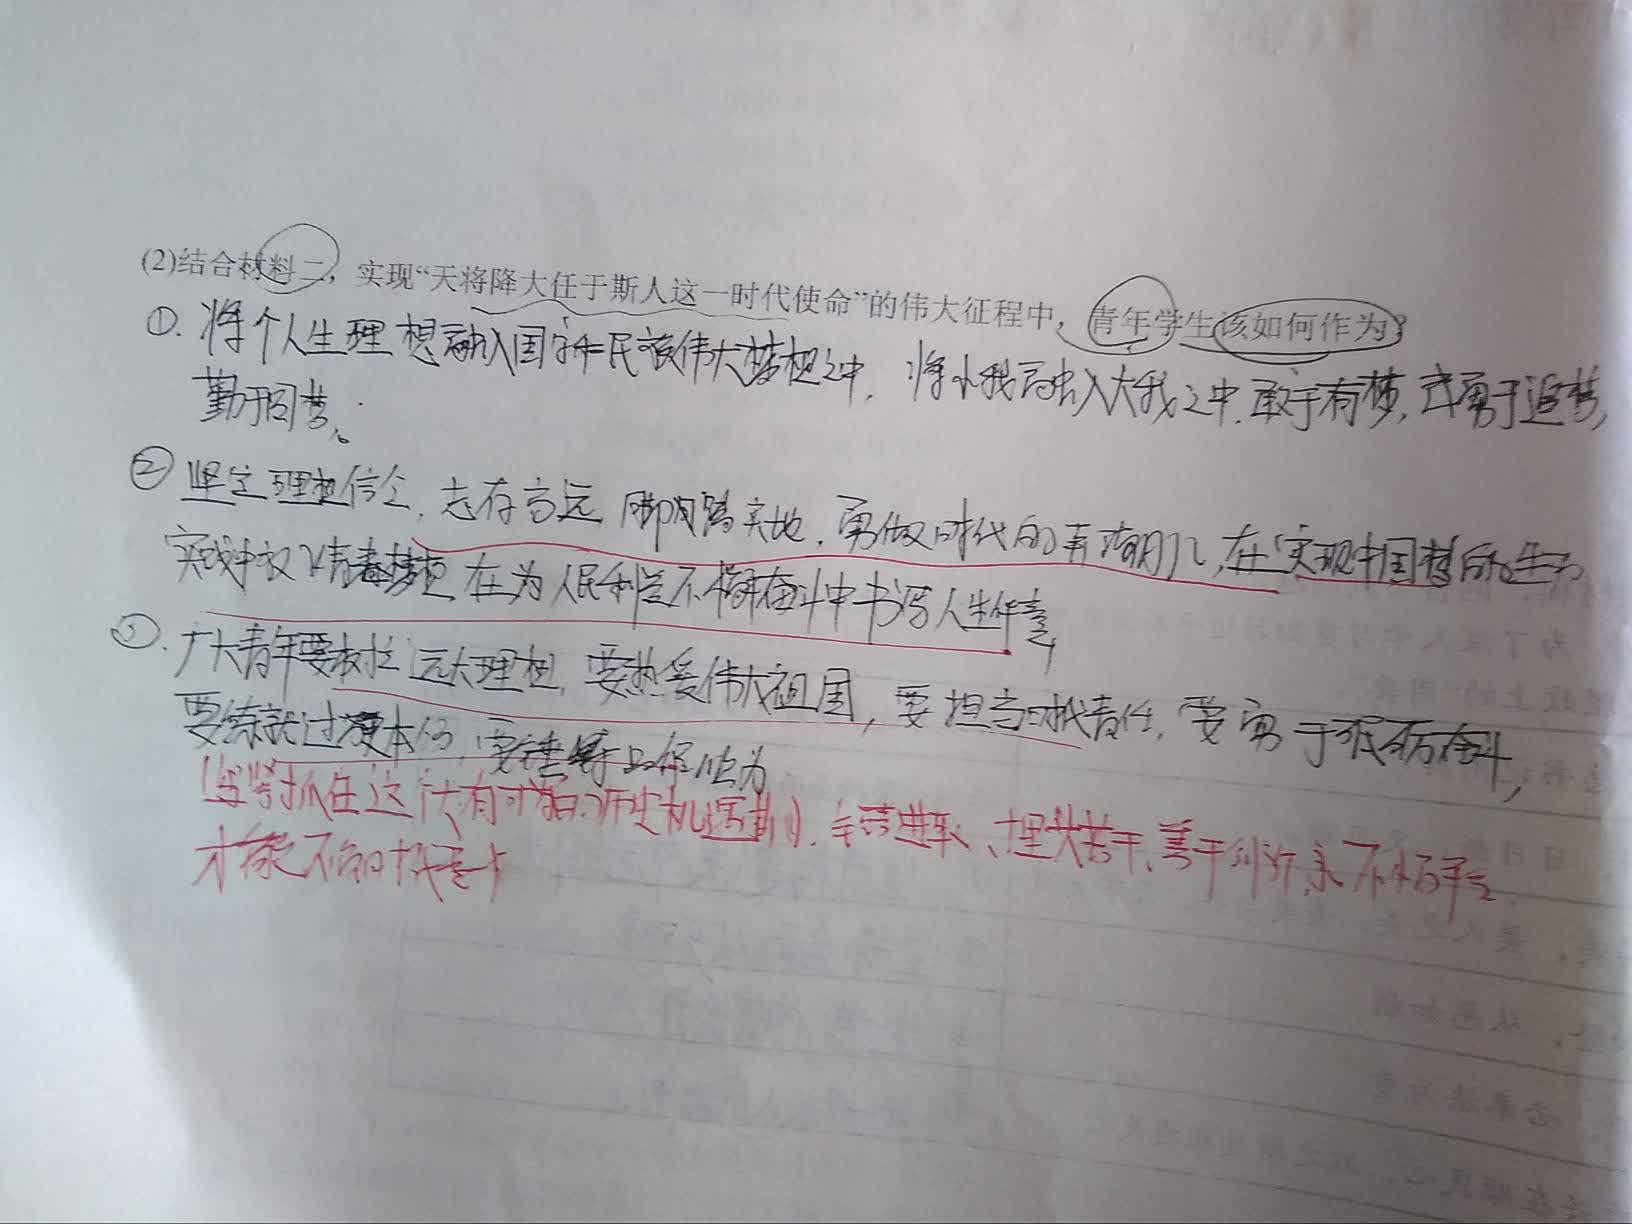 (2)结合材料二，实现“天将降大任于斯人这一时代使命”的伟大征程中，青年学生该如何作为？
①.将个人生理想融入国家和民族伟大梦想之中，将小我融入大我之中，敢于有梦，勇于追梦，
勤于圆梦。
②坚定理想信念，志存高远，脚踏实地，勇做时代的弄潮儿，在实现中国梦的生动
实践中放飞青春梦想，在为人民利益不懈奋斗中书写人生华章
③.广大青年要树立远大理想，要热爱伟大祖国，要担当时代责任，要勇于砥砺奋斗，
要练就过硬本领，要锤炼品德修为
紧紧抓住这个大有可为的历史机遇期，锐意进取、埋头苦干、善于创新，永
才不